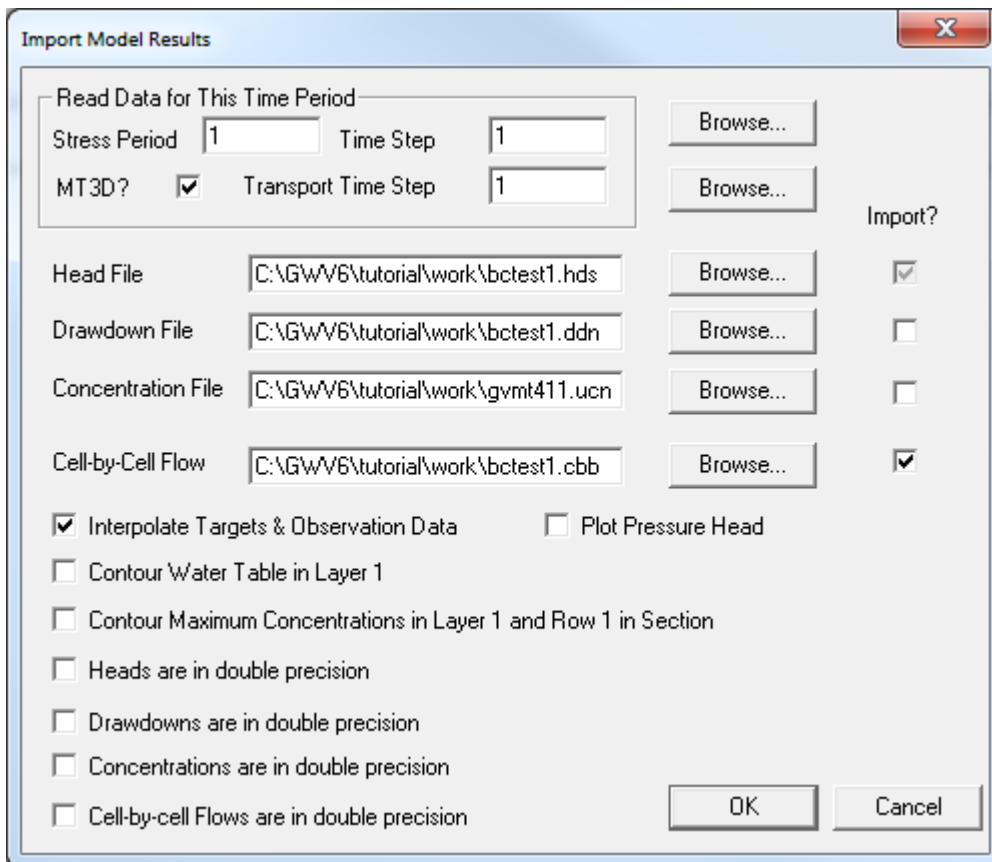 Import Model Results
X
Read Data for This Time Period
Stress Period 1 Time Step 1 Browse...
MT3D? Transport Time Step 1 Browse...
Import?
Head File C:\GWV6\tutorial\work\bctest1.hds Browse...
Drawdown File C:\GWV6\tutorial\work\bctest1.ddn Browse...
Concentration File C:\GWV6\tutorial\work\gvmt411.ucn Browse...
Cell-by-Cell Flow C:\GWV6\tutorial\work\bctest1.cbb Browse...
Interpolate Targets & Observation Data Plot Pressure Head
Contour Water Table in Layer 1
Contour Maximum Concentrations in Layer 1 and Row 1 in Section
Heads are in double precision
Drawdowns are in double precision
Concentrations are in double precision
Cell-by-cell Flows are in double precision
OK Cancel